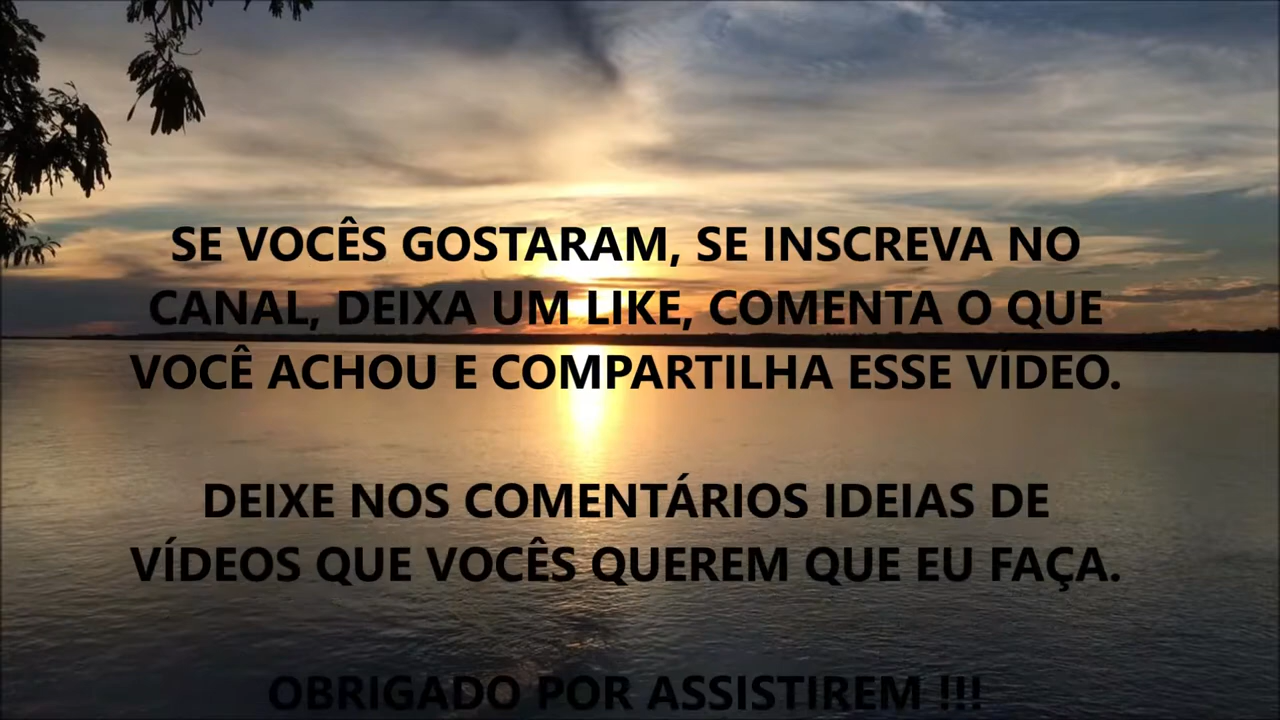 SE VOCÊS GOSTARAM, SE INSCREVA NO
CANAL, DEIXA UM LIKE, COMENTA O QUE
VOCÊ ACHOU E COMPARTILHA ESSE VÍDEO.
DEIXE NOS COMENTÁRIOS IDEIAS DE
VÍDEOS QUE VOCÊS QUEREM QUE EU FAÇA.
OBRIGADO POR ASSISTIREM !!!